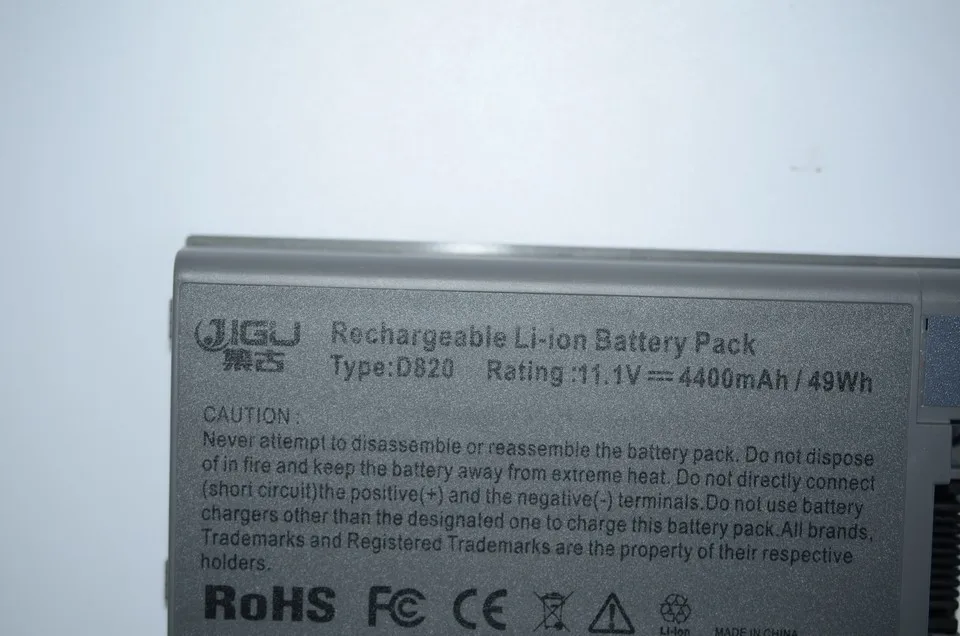 JIGU
集古
Rechargeable Li-ion Battery Pack
Type:D820 Rating :11.1V ⎓ 4400mAh / 49Wh
CAUTION :
Never attempt to disassemble or reassemble the battery pack. Do not dispose
of in fire and keep the battery away from extreme heat. Do not directly connect
(short circuit)the positive(+) and the negative(-) terminals.Do not use battery
chargers other than the designated one to charge this battery pack.All brands,
Trademarks and Registered Trademarks are the property of their respective
holders.
RoHS FC CE
Li-ion MADE IN CHINA